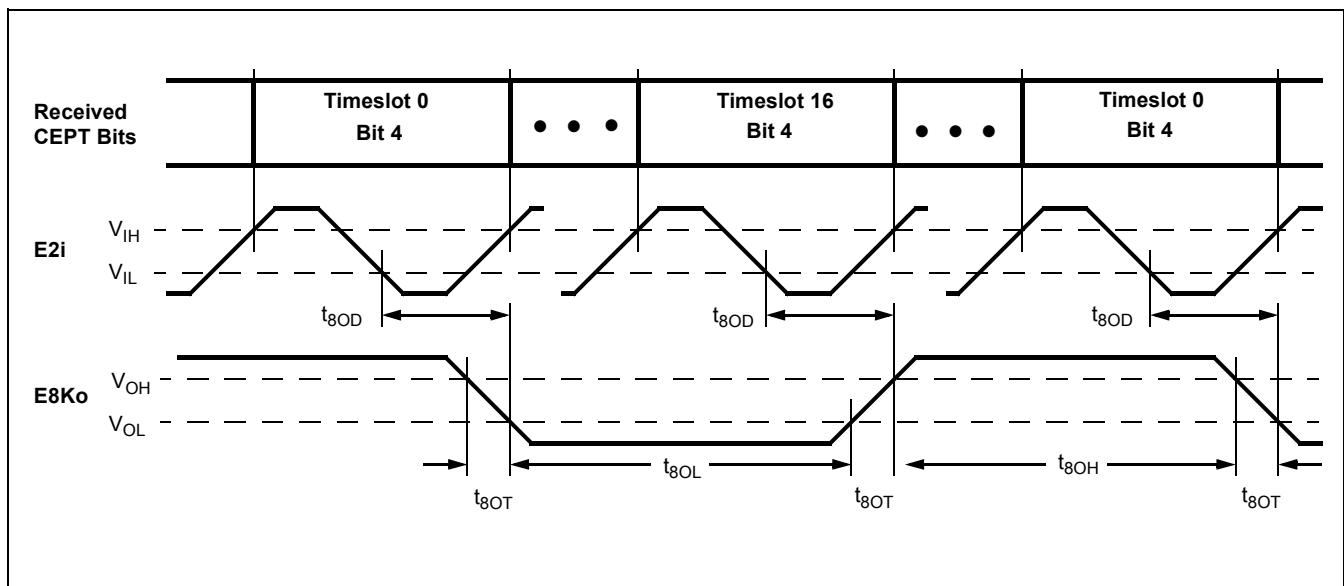 Received
CEPT Bits
Timeslot 0
Bit 4
• • •
Timeslot 16
Bit 4
• • •
Timeslot 0
Bit 4
E2i
VIH
VIL
t8OD
t8OD
t8OD
E8Ko
VOH
VOL
t8OL
t8OH
t8OT
t8OT
t8OT